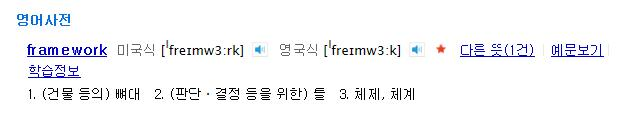 영어사전
framework 미국식 [ˈfreɪmwɜːrk] 영국식 [ˈfreɪmwɜːk] 다른 뜻(1건) 예문보기
학습정보
1. (건물 등의) 뼈대 2. (판단·결정 등을 위한) 틀 3. 체제, 체계